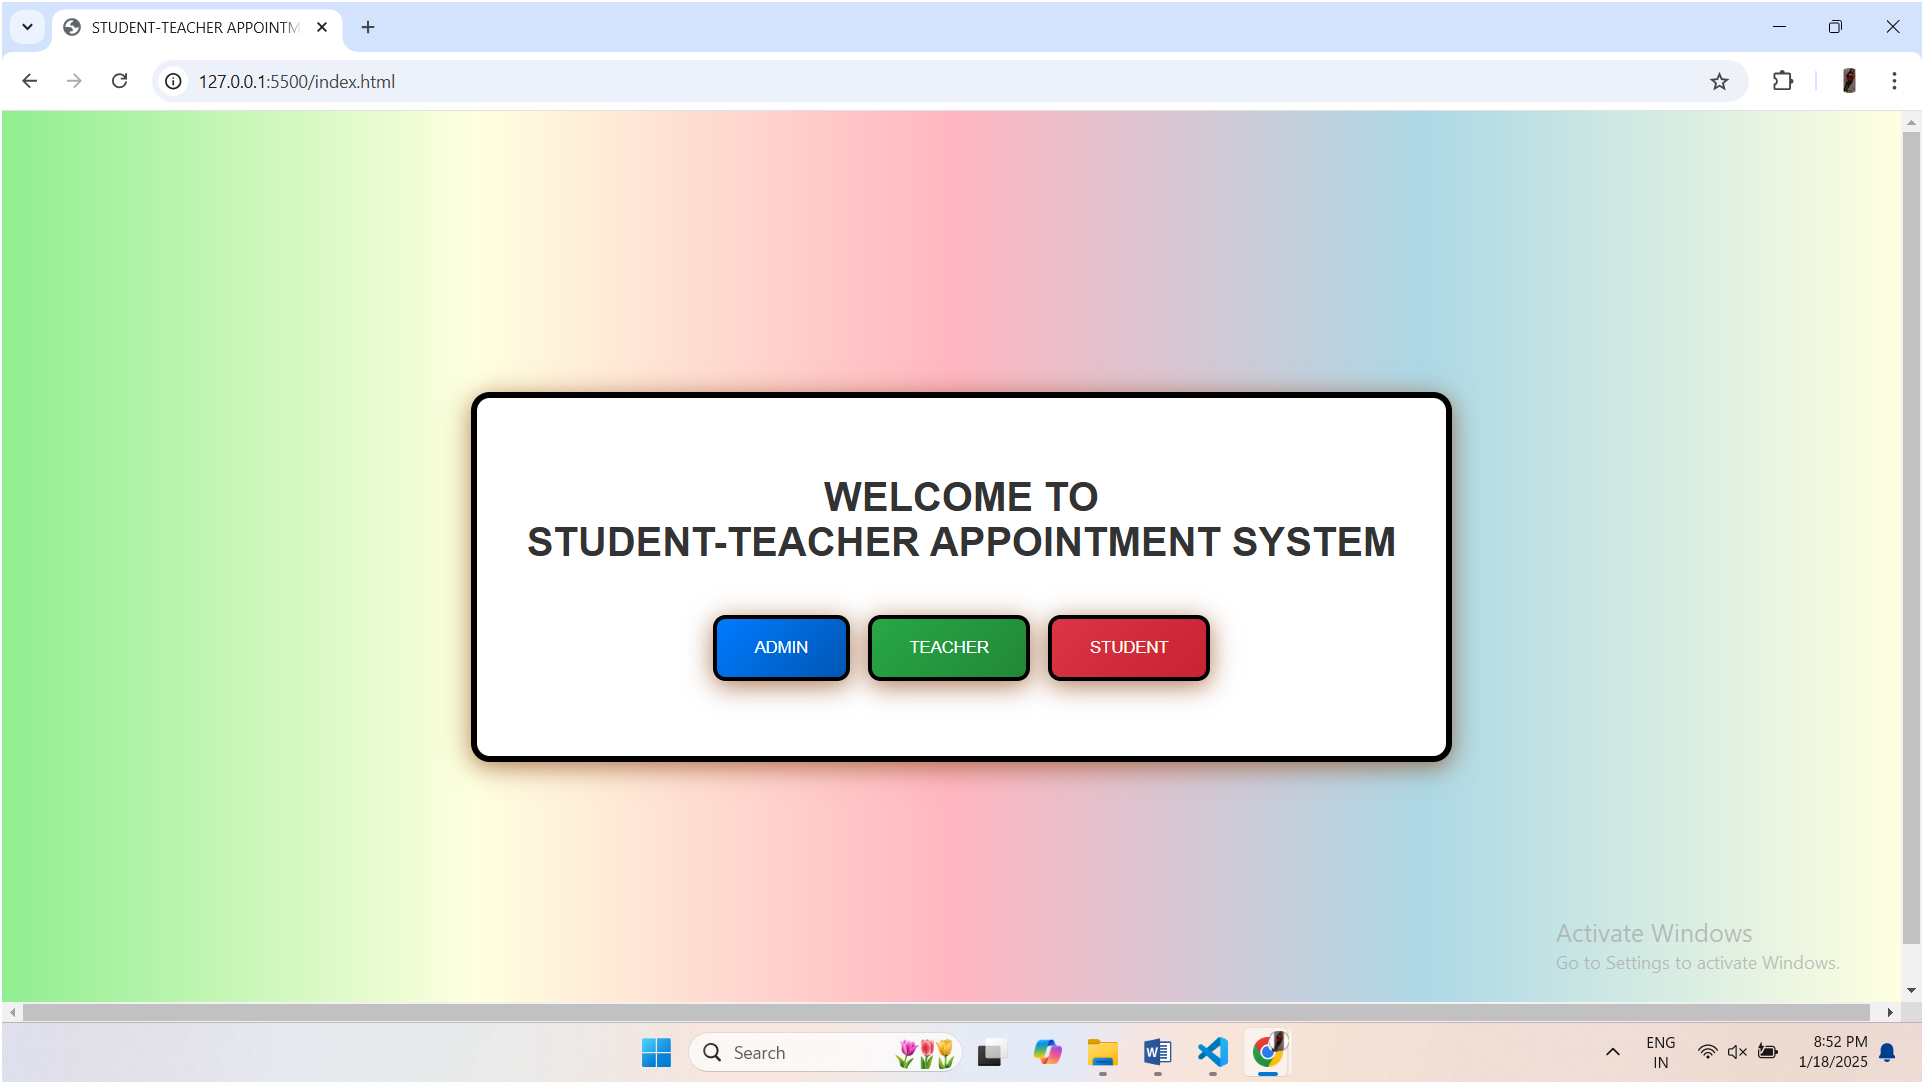 STUDENT-TEACHER APPOINTM
127.0.0.1:5500/index.html
WELCOME TO
STUDENT-TEACHER APPOINTMENT SYSTEM
ADMIN
TEACHER
STUDENT
Activate Windows
Go to Settings to activate Windows.
Search
W
ENG
IN
8:52 PM
1/18/2025